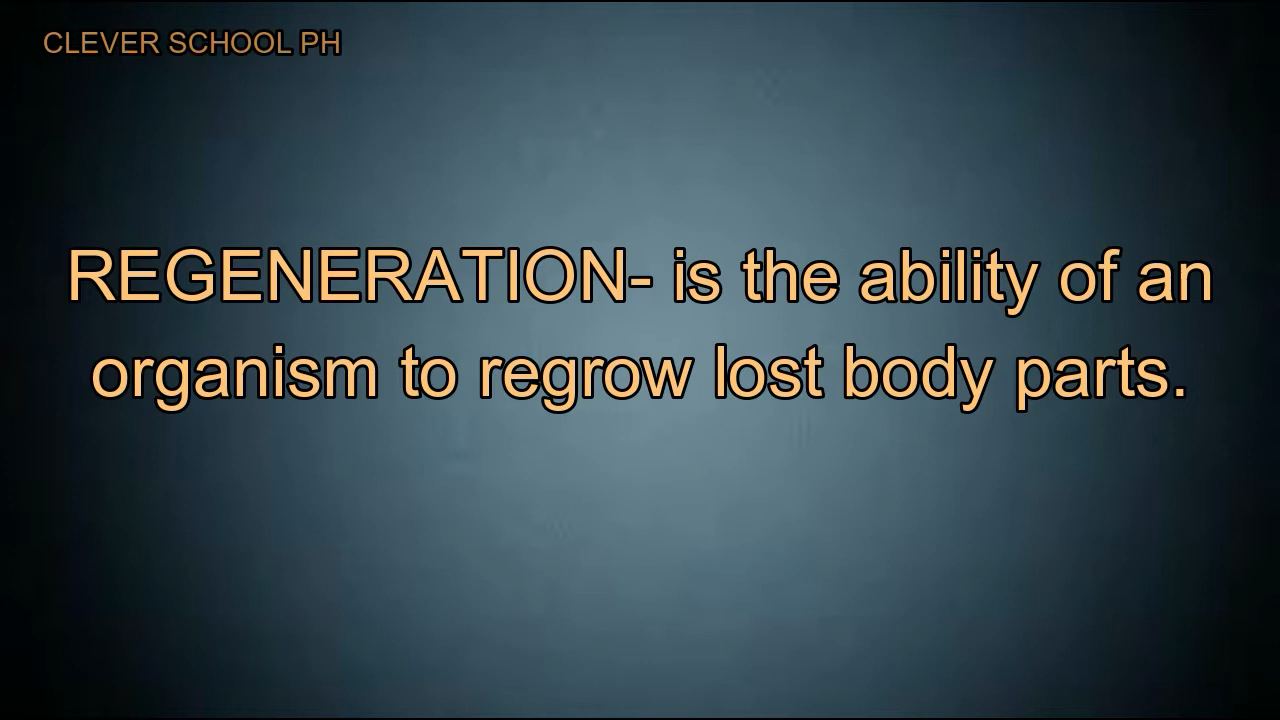 CLEVER SCHOOL PH
REGENERATION- is the ability of an
organism to regrow lost body parts.